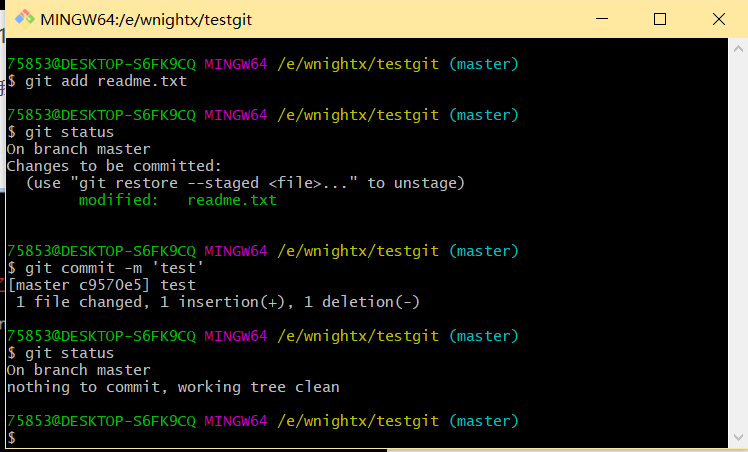 MINGW64:/e/wnightx/testgit
75853@DESKTOP-S6FK9CQ MINGW64 /e/wnightx/testgit (master)
$ git add readme.txt
75853@DESKTOP-S6FK9CQ MINGW64 /e/wnightx/testgit (master)
$ git status
On branch master
Changes to be committed:
  (use "git restore --staged <file>..." to unstage)
        modified:   readme.txt
75853@DESKTOP-S6FK9CQ MINGW64 /e/wnightx/testgit (master)
$ git commit -m 'test'
[master c9570e5] test
 1 file changed, 1 insertion(+), 1 deletion(-)
75853@DESKTOP-S6FK9CQ MINGW64 /e/wnightx/testgit (master)
$ git status
On branch master
nothing to commit, working tree clean
75853@DESKTOP-S6FK9CQ MINGW64 /e/wnightx/testgit (master)
$